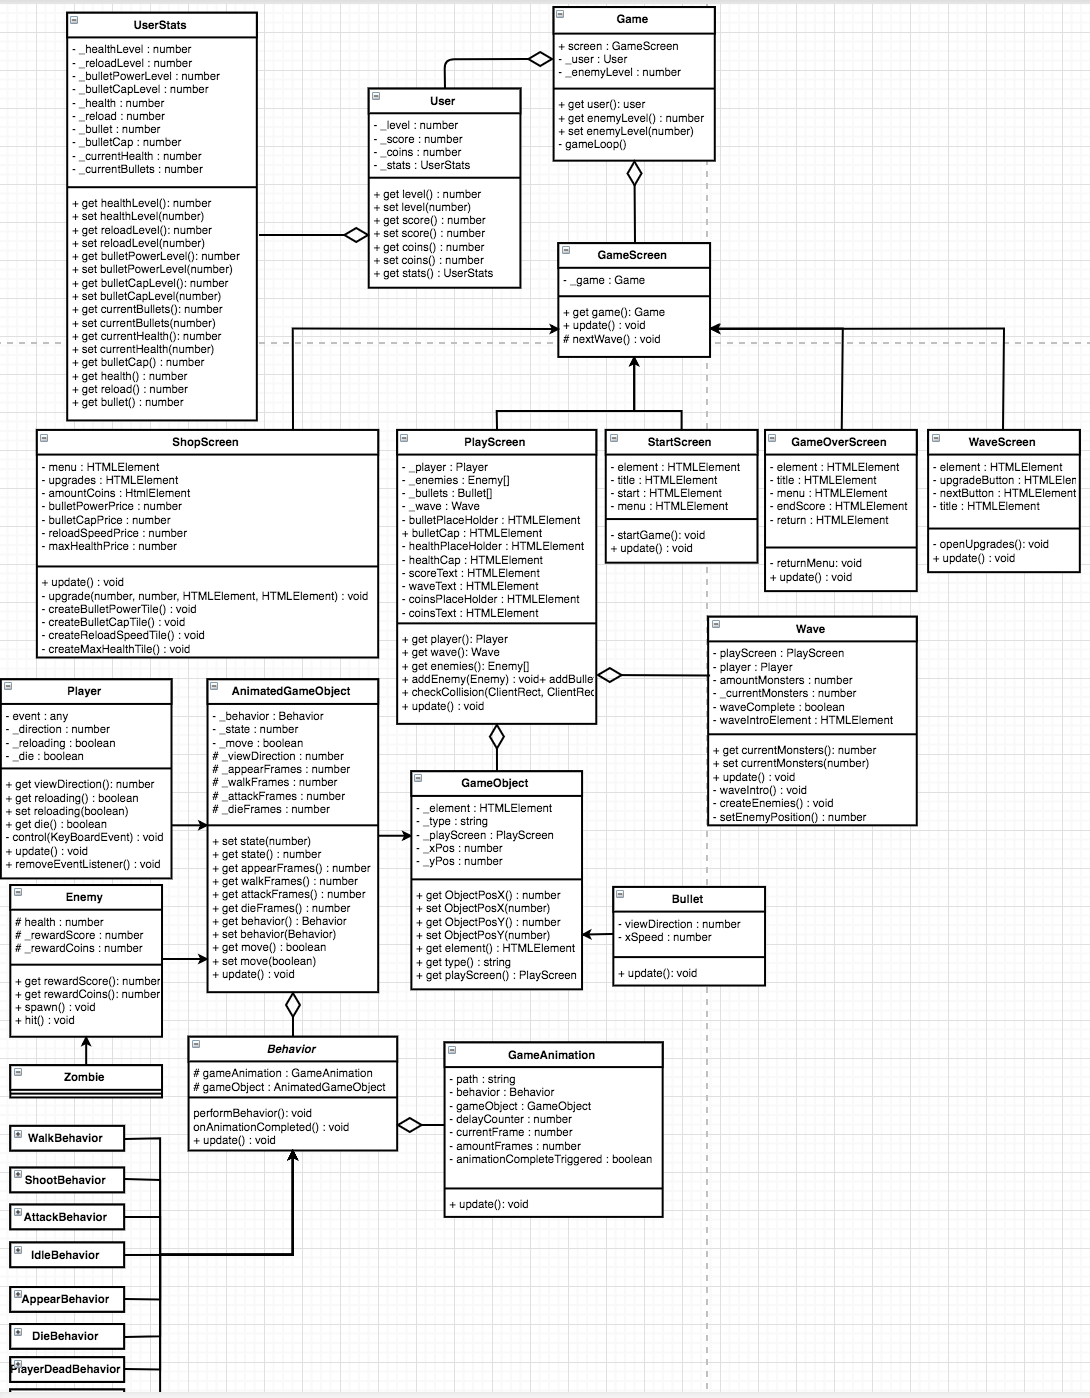 UserStats
- _healthLevel : number
- _reloadLevel : number
- _bulletPowerLevel : number
- _bulletCapLevel : number
- _health : number
- _reload : number
- _bullet : number
- _bulletCap : number
- _currentHealth : number
- _currentBullets : number
+ get healthLevel(): number
+ set healthLevel(number)
+ get reloadLevel(): number
+ set reloadLevel(number)
+ get bulletPowerLevel(): number
+ set bulletPowerLevel(number)
+ get bulletCapLevel(): number
+ set bulletCapLevel(number)
+ get currentBullets(): number
+ set currentBullets(number)
+ get currentHealth(): number
+ set currentHealth(number)
+ get bulletCap() : number
+ get health() : number
+ get reload() : number
+ get bullet() : number
User
- _level : number
- _score : number
- _coins : number
- _stats : UserStats
+ get level() : number
+ set level(number)
+ get score() : number
+ set score() : number
+ get coins() : number
+ set coins() : number
+ get stats() : UserStats
Game
+ screen : GameScreen
- _user : User
- _enemyLevel : number
+ get user(): user
+ get enemyLevel() : number
+ set enemyLevel(number)
- gameLoop()
GameScreen
- _game : Game
+ get game(): Game
+ update() : void
# nextWave() : void
ShopScreen
- menu : HTMLElement
- upgrades : HTMLElement
- amountCoins : HtmlElement
- bulletPowerPrice : number
- bulletCapPrice : number
- reloadSpeedPrice : number
- maxHealthPrice : number
+ update() : void
- upgrade(number, number, HTMLElement, HTMLElement) : void
- createBulletPowerTile() : void
- createBulletCapTile() : void
- createReloadSpeedTile() : void
- createMaxHealthTile() : void
PlayScreen
- _player : Player
- _enemies : Enemy[]
- _bullets : Bullet[]
- _wave : Wave
- bulletPlaceHolder : HTMLElement
+ bulletCap : HTMLElement
- healthPlaceHolder : HTMLElement
- healthCap : HTMLElement
- scoreText : HTMLElement
- waveText : HTMLElement
- coinsPlaceHolder : HTMLElement
- coinsText : HTMLElement
+ get player(): Player
+ get wave(): Wave
+ get enemies(): Enemy[]
+ addEnemy(Enemy) : void+ addBulle
+ checkCollision(ClientRect, ClientRec
+ update() : void
StartScreen
- element : HTMLElement
- title : HTMLElement
- start : HTMLElement
- menu : HTMLElement
- startGame(): void
+ update() : void
GameOverScreen
- element : HTMLElement
- title : HTMLElement
- menu : HTMLElement
- endScore : HTMLElement
- return : HTMLElement
- returnMenu: void
+ update() : void
WaveScreen
- element : HTMLElement
- upgradeButton : HTMLElem
- nextButton : HTMLElement
- title : HTMLElement
- openUpgrades(): void
+ update() : void
Wave
- playScreen : PlayScreen
- player : Player
- amountMonsters : number
- _currentMonsters : number
- waveComplete : boolean
- waveIntroElement : HTMLElement
+ get currentMonsters(): number
+ set currentMonsters(number)
+ update() : void
- waveIntro() : void
- createEnemies() : void
- setEnemyPosition() : number
Player
- event : any
- _direction : number
- _reloading : boolean
- _die : boolean
+ get viewDirection(): number
+ get reloading() : boolean
+ set reloading(boolean)
+ get die() : boolean
- control(KeyBoardEvent) : void
+ update() : void
+ removeEventListener() : void
AnimatedGameObject
- _behavior : Behavior
- _state : number
- _move : boolean
# _viewDirection : number
# _appearFrames : number
# _walkFrames : number
# _attackFrames : number
# _dieFrames : number
+ set state(number)
+ get state() : number
+ get appearFrames() : number
+ get walkFrames() : number
+ get attackFrames() : number
+ get dieFrames() : number
+ get behavior() : Behavior
+ set behavior(Behavior)
+ get move() : boolean
+ set move(boolean)
+ update() : void
GameObject
- _element : HTMLElement
- _type : string
- _playScreen : PlayScreen
- _xPos : number
- _yPos : number
+ get ObjectPosX() : number
+ set ObjectPosX(number)
+ get ObjectPosY() : number
+ set ObjectPosY(number)
+ get element() : HTMLElement
+ get type() : string
+ get playScreen() : PlayScreen
Bullet
- viewDirection : number
- xSpeed : number
+ update(): void
Enemy
# health : number
# _rewardScore : number
# _rewardCoins : number
+ get rewardScore(): number
+ get rewardCoins(): number
+ spawn() : void
+ hit() : void
Zombie
Behavior
# gameAnimation : GameAnimation
# gameObject : AnimatedGameObject
performBehavior(): void
onAnimationCompleted() : void
+ update() : void
GameAnimation
- path : string
- behavior : Behavior
- gameObject : GameObject
- delayCounter : number
- currentFrame : number
- amountFrames : number
- animationCompleteTriggered : boolean
+ update(): void
WalkBehavior
ShootBehavior
AttackBehavior
IdleBehavior
AppearBehavior
DieBehavior
PlayerDeadBehavior